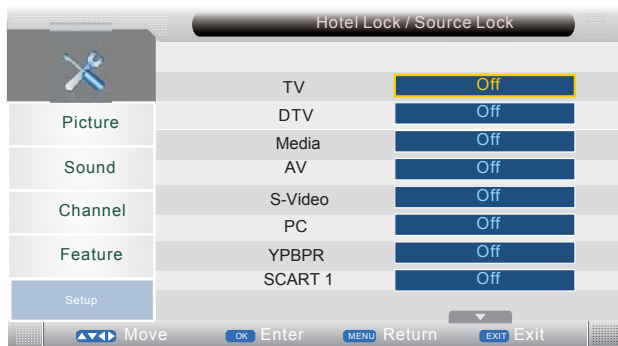 Hotel Lock / Source Lock
TV Off
DTV Off
Media Off
AV Off
S-Video Off
PC Off
YPBPR Off
SCART 1 Off
Picture
Sound
Channel
Feature
Setup
Move OK Enter MENU Return EXIT Exit